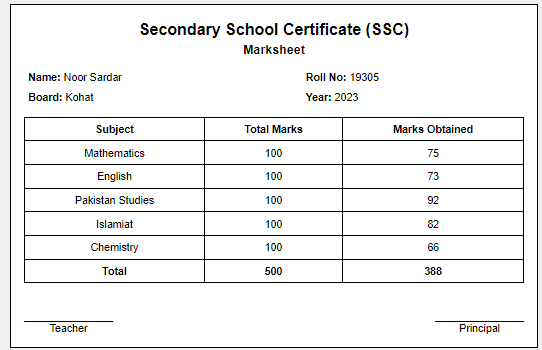 Secondary School Certificate (SSC)
Marksheet
Name: Noor Sardar Roll No: 19305
Board: Kohat Year: 2023
Subject Total Marks Marks Obtained
Mathematics 100 75
English 100 73
Pakistan Studies 100 92
Islamiat 100 82
Chemistry 100 66
Total 500 388
Teacher Principal